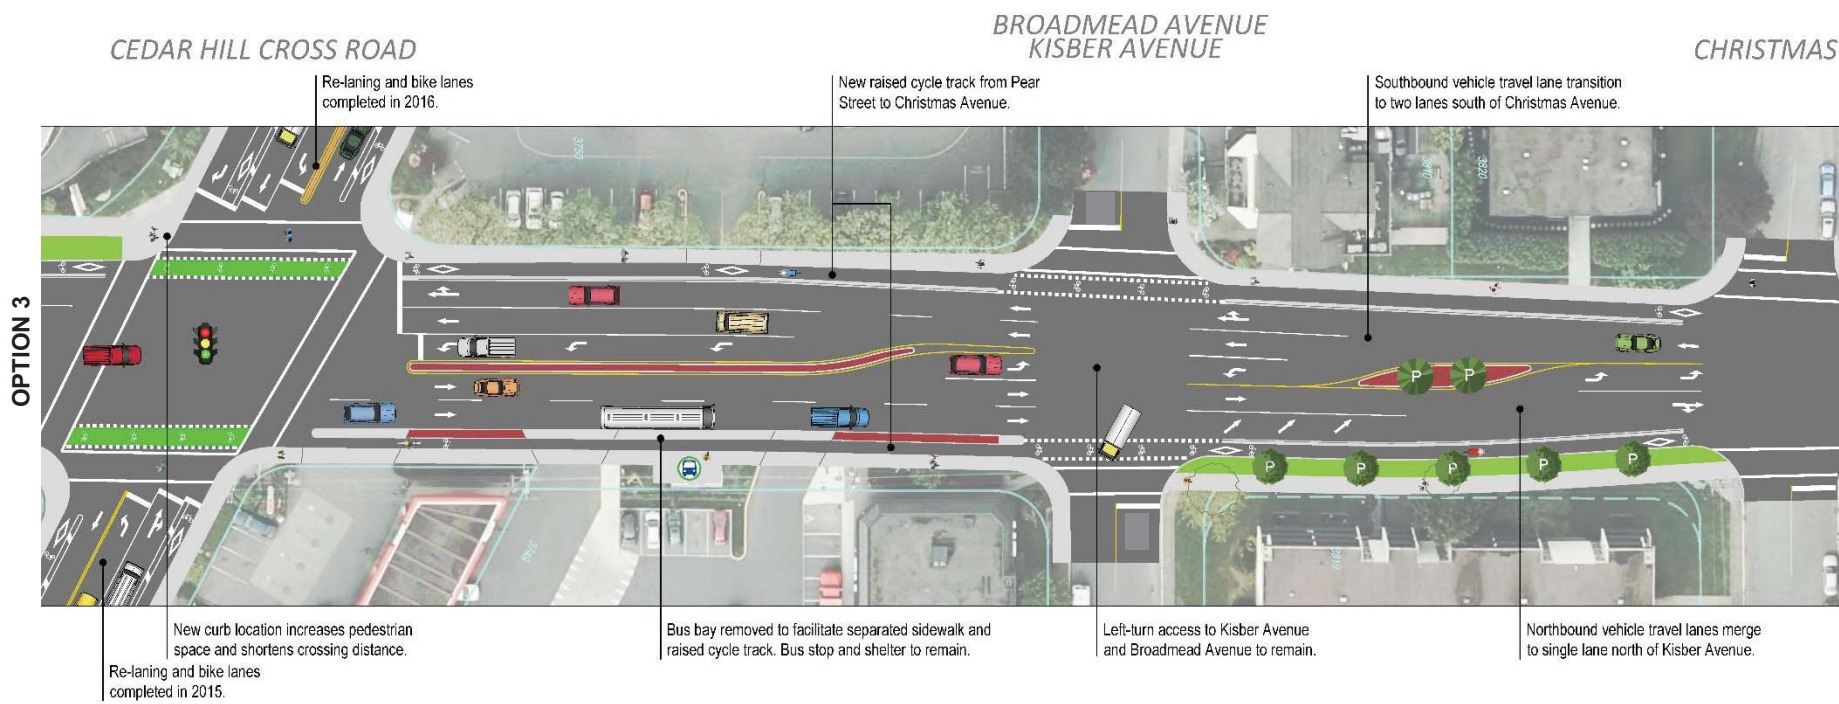 BROADMEAD AVENUE
CEDAR HILL CROSS ROAD
KISBER AVENUE
CHRISTMAS
Re-laning and bike lanes
completed in 2016.
New raised cycle track from Pear
Street to Christmas Avenue.
Southbound vehicle travel lane transition
to two lanes south of Christmas Avenue.
OPTION 3
3760
3810
3820
P
P
P
P
P
P
P
3819
New curb location increases pedestrian
space and shortens crossing distance.
Re-laning and bike lanes
completed in 2015.
Bus bay removed to facilitate separated sidewalk and
raised cycle track. Bus stop and shelter to remain.
Left-turn access to Kisber Avenue
and Broadmead Avenue to remain.
Northbound vehicle travel lanes merge
to single lane north of Kisber Avenue.